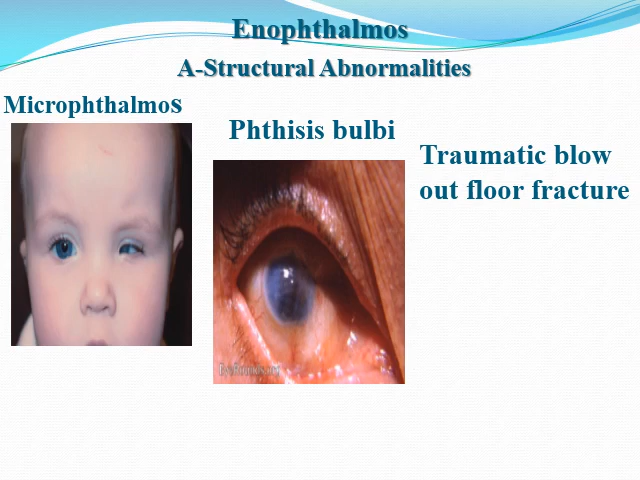 Enophthalmos
A-Structural Abnormalities
Microphthalmos
Phthisis bulbi
Traumatic blow
out floor fracture